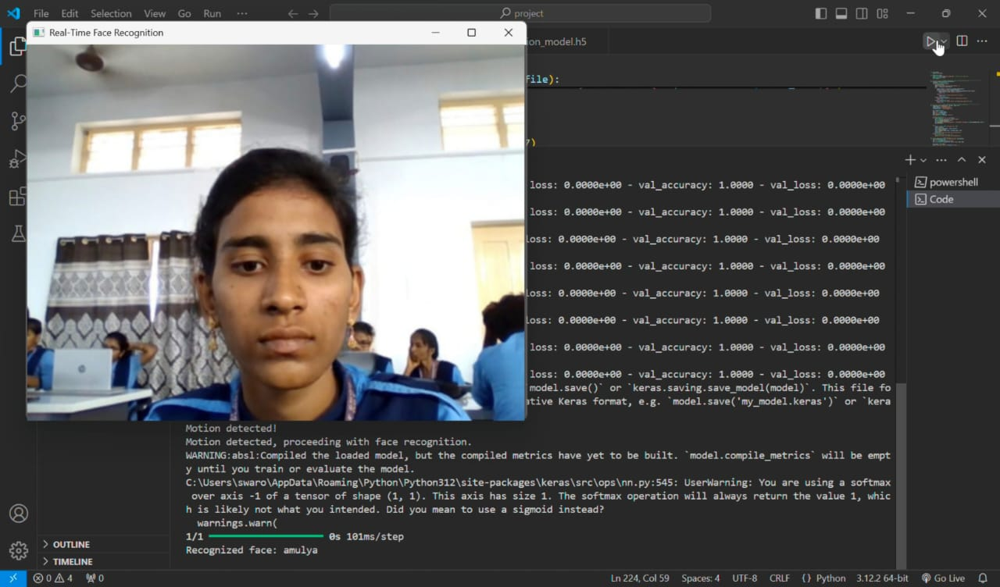 File Edit Selection View Go Run ··· project
Real-Time Face Recognition
ion_model.h5
file):
7)
loss: 0.0000e+00 - val_accuracy: 1.0000 - val_loss: 0.0000e+00
loss: 0.0000e+00 - val_accuracy: 1.0000 - val_loss: 0.0000e+00
loss: 0.0000e+00 - val_accuracy: 1.0000 - val_loss: 0.0000e+00
loss: 0.0000e+00 - val_accuracy: 1.0000 - val_loss: 0.0000e+00
loss: 0.0000e+00 - val_accuracy: 1.0000 - val_loss: 0.0000e+00
loss: 0.0000e+00 - val_accuracy: 1.0000 - val_loss: 0.0000e+00
loss: 0.0000e+00 - val_accuracy: 1.0000 - val_loss: 0.0000e+00
loss: 0.0000e+00 - val_accuracy: 1.0000 - val_loss: 0.0000e+00
model.save()` or `keras.saving.save_model(model)`. This file fo
ative Keras format, e.g. `model.save('my_model.keras')` or `kera
Motion detected!
Motion detected, proceeding with face recognition.
WARNING:absl:Compiled the loaded model, but the compiled metrics have yet to be built. `model.compile_metrics` will be empt
y until you train or evaluate the model.
C:\Users\swaro\AppData\Roaming\Python\Python312\site-packages\keras\src\ops\nn.py:545: UserWarning: You are using a softmax
over axis -1 of a tensor of shape (1, 1). This axis has size 1. The softmax operation will always return the value 1, whic
h is likely not what you intended. Did you mean to use a sigmoid instead?
warnings.warn(
1/1 0s 101ms/step
Recognized face: amulya
powershell
Code
OUTLINE
TIMELINE
0 4 0 Ln 224, Col 59 Spaces: 4 UTF-8 CRLF {} Python 3.12.2 64-bit Go Live